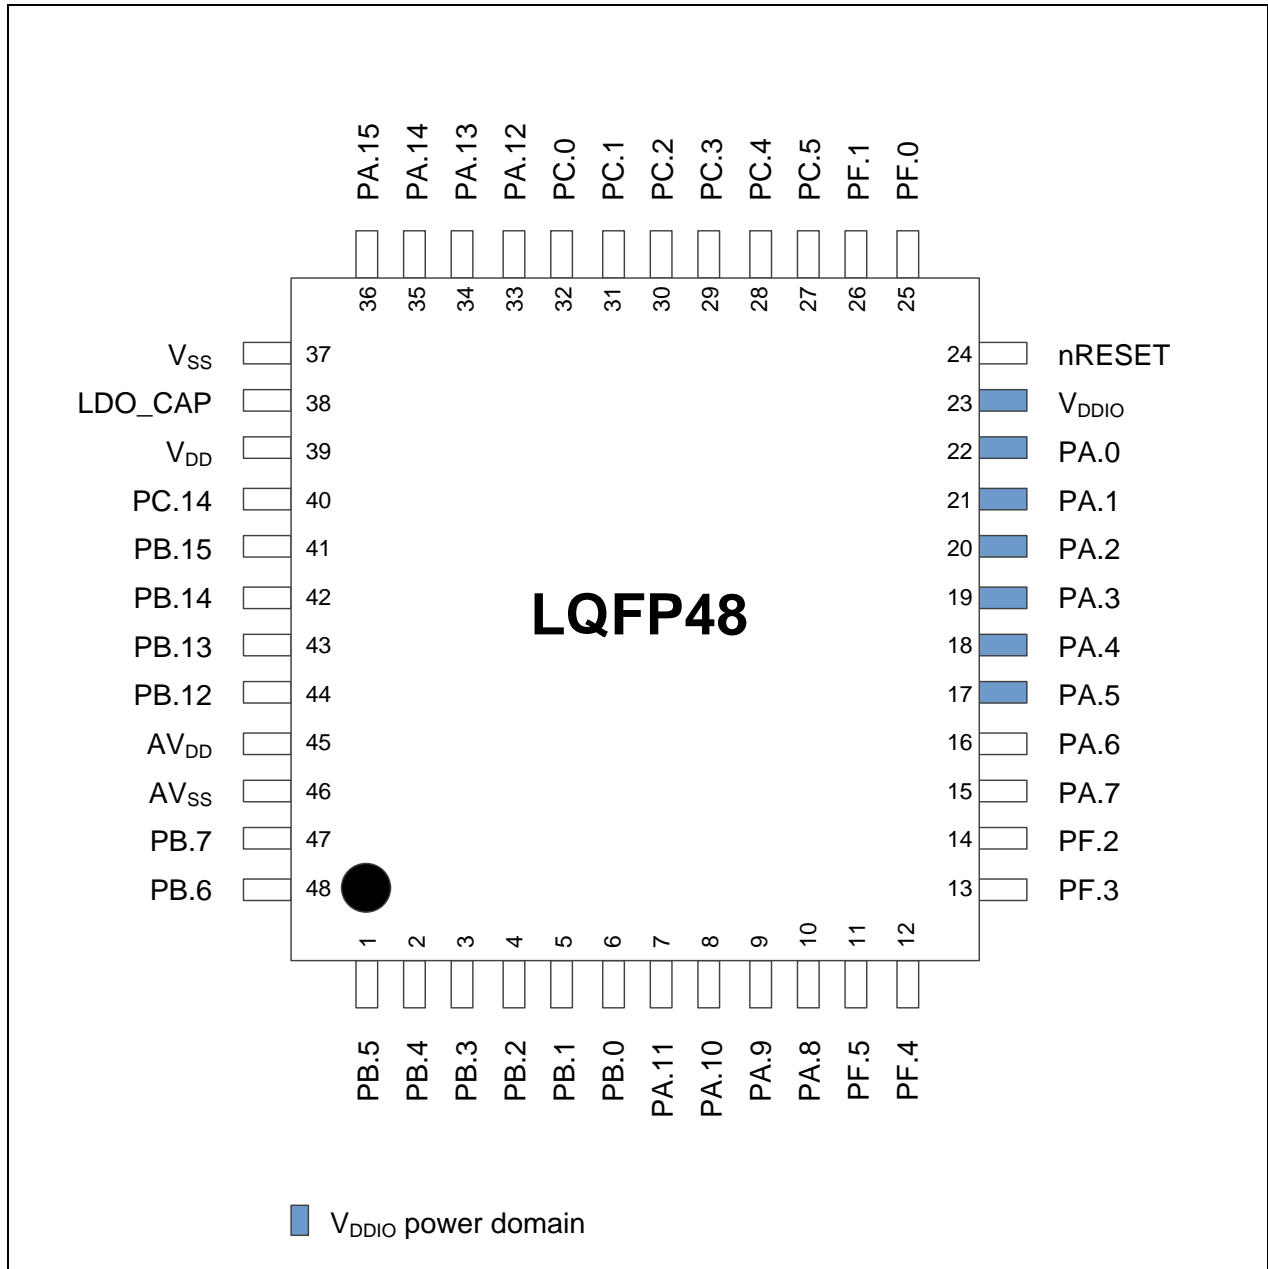 PA.15
PA.14
PA.13
PA.12
PC.0
PC.1
PC.2
PC.3
PC.4
PC.5
PF.1
PF.0
36
35
34
33
32
31
30
29
28
27
26
25
VSS 37
LDO_CAP 38
VDD 39
PC.14 40
PB.15 41
PB.14 42
PB.13 43
PB.12 44
AVDD 45
AVSS 46
PB.7 47
PB.6 48
LQFP48
24 nRESET
23 VDDIO
22 PA.0
21 PA.1
20 PA.2
19 PA.3
18 PA.4
17 PA.5
16 PA.6
15 PA.7
14 PF.2
13 PF.3
1
2
3
4
5
6
7
8
9
10
11
12
PB.5
PB.4
PB.3
PB.2
PB.1
PB.0
PA.11
PA.10
PA.9
PA.8
PF.5
PF.4
VDDIO power domain